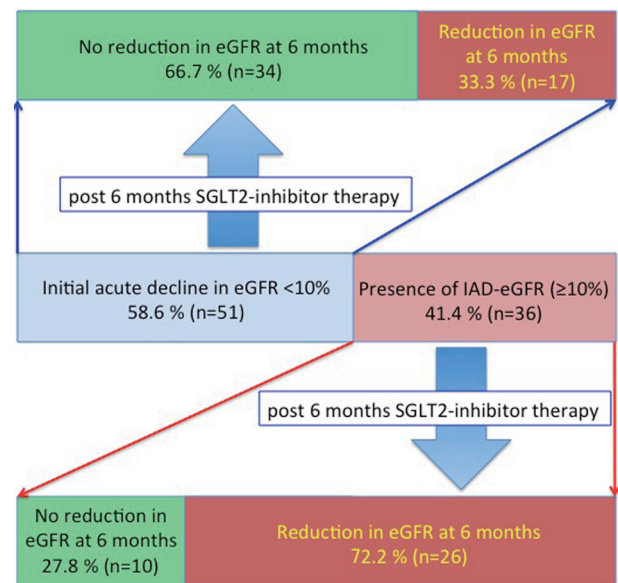 No reduction in eGFR at 6 months
66.7 % (n=34)
Reduction in eGFR
at 6 months
33.3 % (n=17)
post 6 months SGLT2-inhibitor therapy
Initial acute decline in eGFR <10%
58.6 % (n=51)
Presence of IAD-eGFR (≥10%)
41.4 % (n=36)
post 6 months SGLT2-inhibitor therapy
No reduction in
eGFR at 6 months
27.8 % (n=10)
Reduction in eGFR at 6 months
72.2 % (n=26)